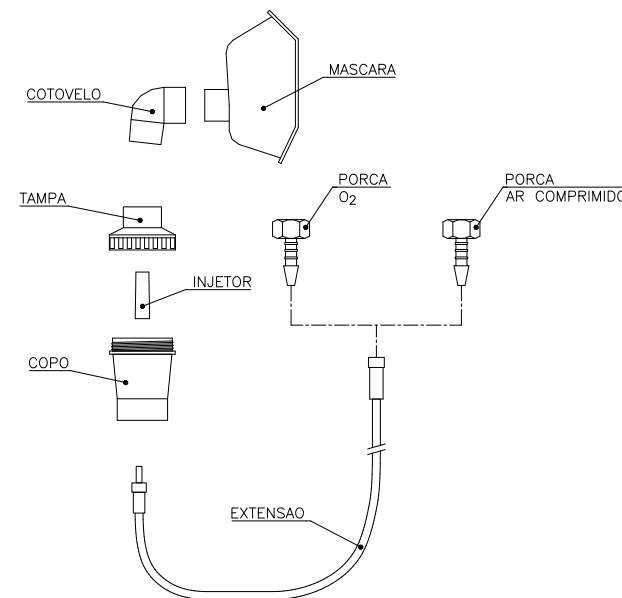 MASCARA
COTOVELO
PORCA
O2
PORCA
AR COMPRIMIDO
TAMPA
INJETOR
COPO
EXTENSAO